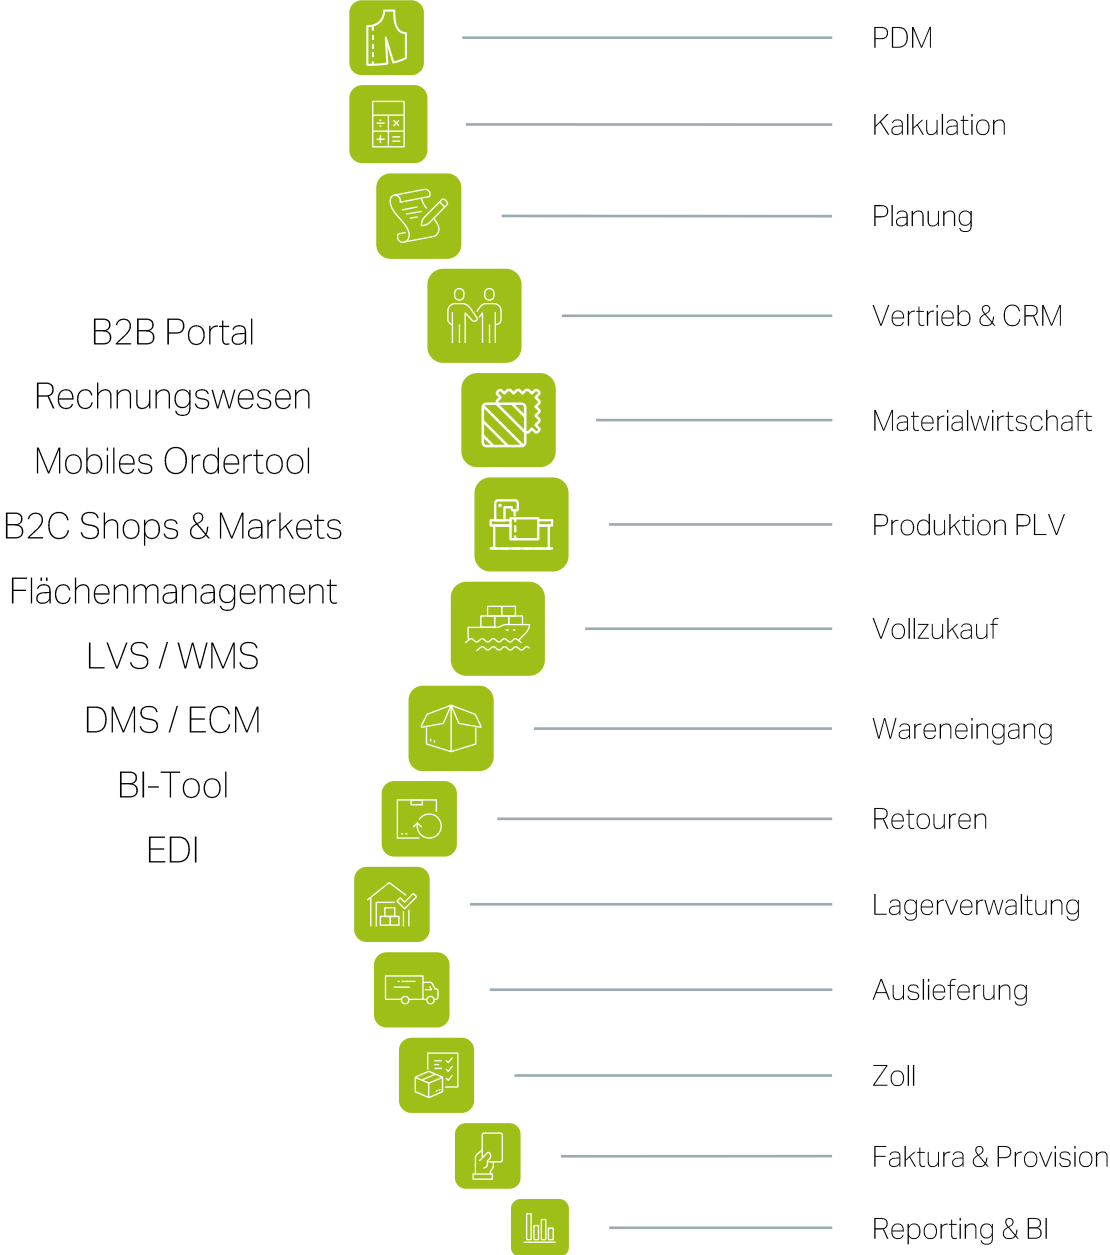 B2B Portal
Rechnungswesen
Mobiles Ordertool
B2C Shops & Markets
Flächenmanagement
LVS / WMS
DMS / ECM
BI-Tool
EDI
PDM
Kalkulation
Planung
Vertrieb & CRM
Materialwirtschaft
Produktion PLV
Vollzukauf
Wareneingang
Retouren
Lagerverwaltung
Auslieferung
Zoll
Faktura & Provision
Reporting & BI